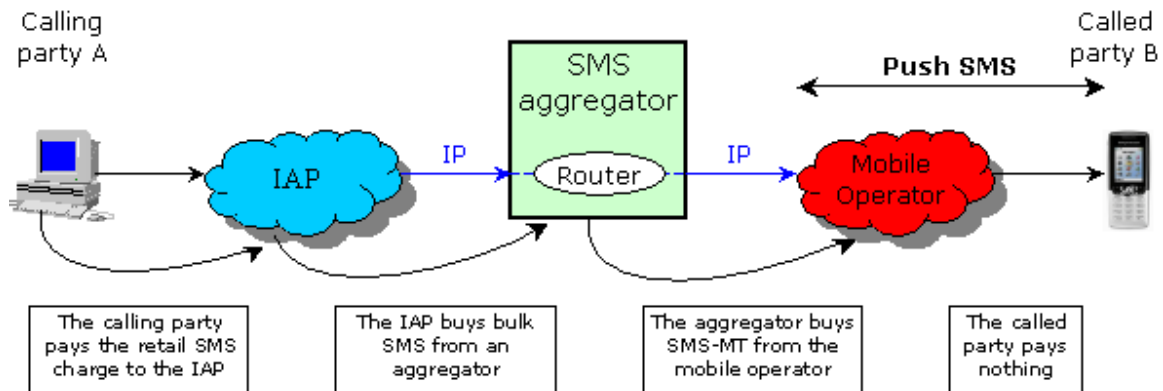 Calling
party A
SMS
aggregator
Called
party B
Push SMS
IAP
IP
Router
IP
Mobile
Operator
The calling party
pays the retail SMS
charge to the IAP
The IAP buys bulk
SMS from an
aggregator
The aggregator buys
SMS-MT from the
mobile operator
The called
party pays
nothing